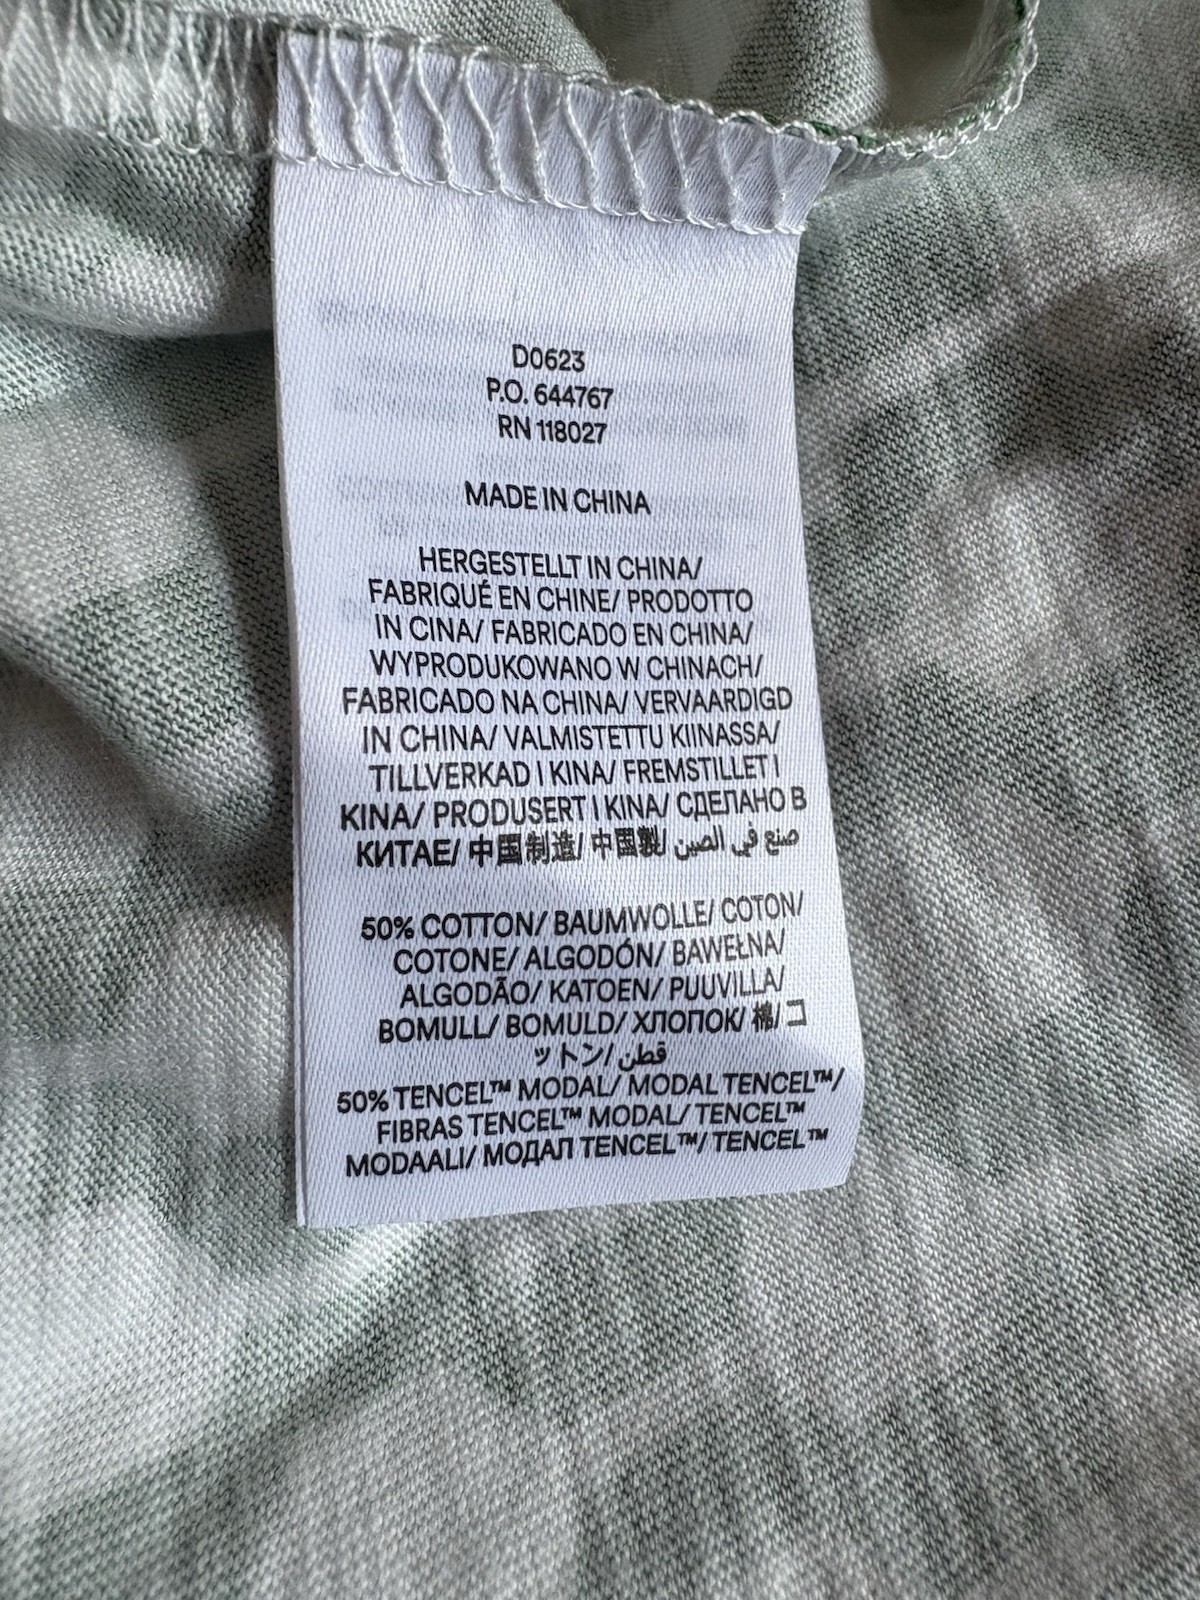 D0623
P.O. 644767
RN 118027
MADE IN CHINA
HERGESTELLT IN CHINA/
FABRIQUÉ EN CHINE/ PRODOTTO
IN CINA/ FABRICADO EN CHINA/
WYPRODUKOWANO W CHINACH/
FABRICADO NA CHINA/ VERVAARDIGD
IN CHINA/ VALMISTETTU KIINASSA/
TILLVERKAD I KINA/ FREMSTILLET I
KINA/ PRODUSERT I KINA/ СДЕЛАНО В
КИТАЕ/ 中国制造/ 中国製/ صنع في الصين
50% COTTON/ BAUMWOLLE/ COTON/
COTONE/ ALGODÓN/ BAWEŁNA/
ALGODÃO/ KATOEN/ PUUVILLA/
BOMULL/ BOMULD/ ХЛОПОК/ 棉/ コ
ットン/ قطن
50% TENCEL™ MODAL/ MODAL TENCEL™/
FIBRAS TENCEL™ MODAL/ TENCEL™
MODAALI/ МОДАЛ TENCEL™/ TENCEL™